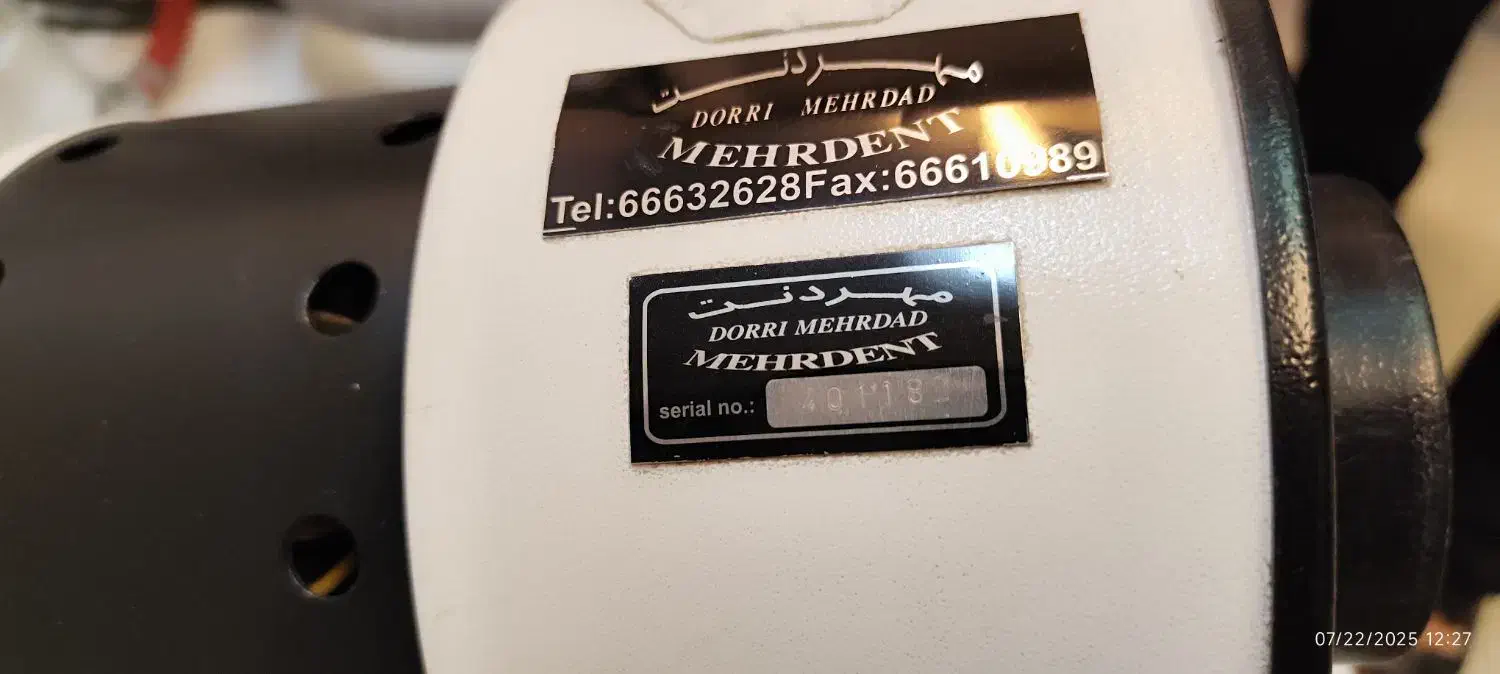 مهردنت
DORRI MEHRDAD
MEHRDENT
Tel:66632628Fax:66610989
مهردنت
DORRI MEHRDAD
MEHRDENT
serial no.:
07/22/2025 12:27